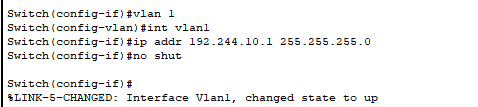 Switch(config-if)#vlan 1
Switch(config-vlan)#int vlan1
Switch(config-if)#ip addr 192.244.10.1 255.255.255.0
Switch(config-if)#no shut
Switch(config-if)#
%LINK-5-CHANGED: Interface Vlan1, changed state to up